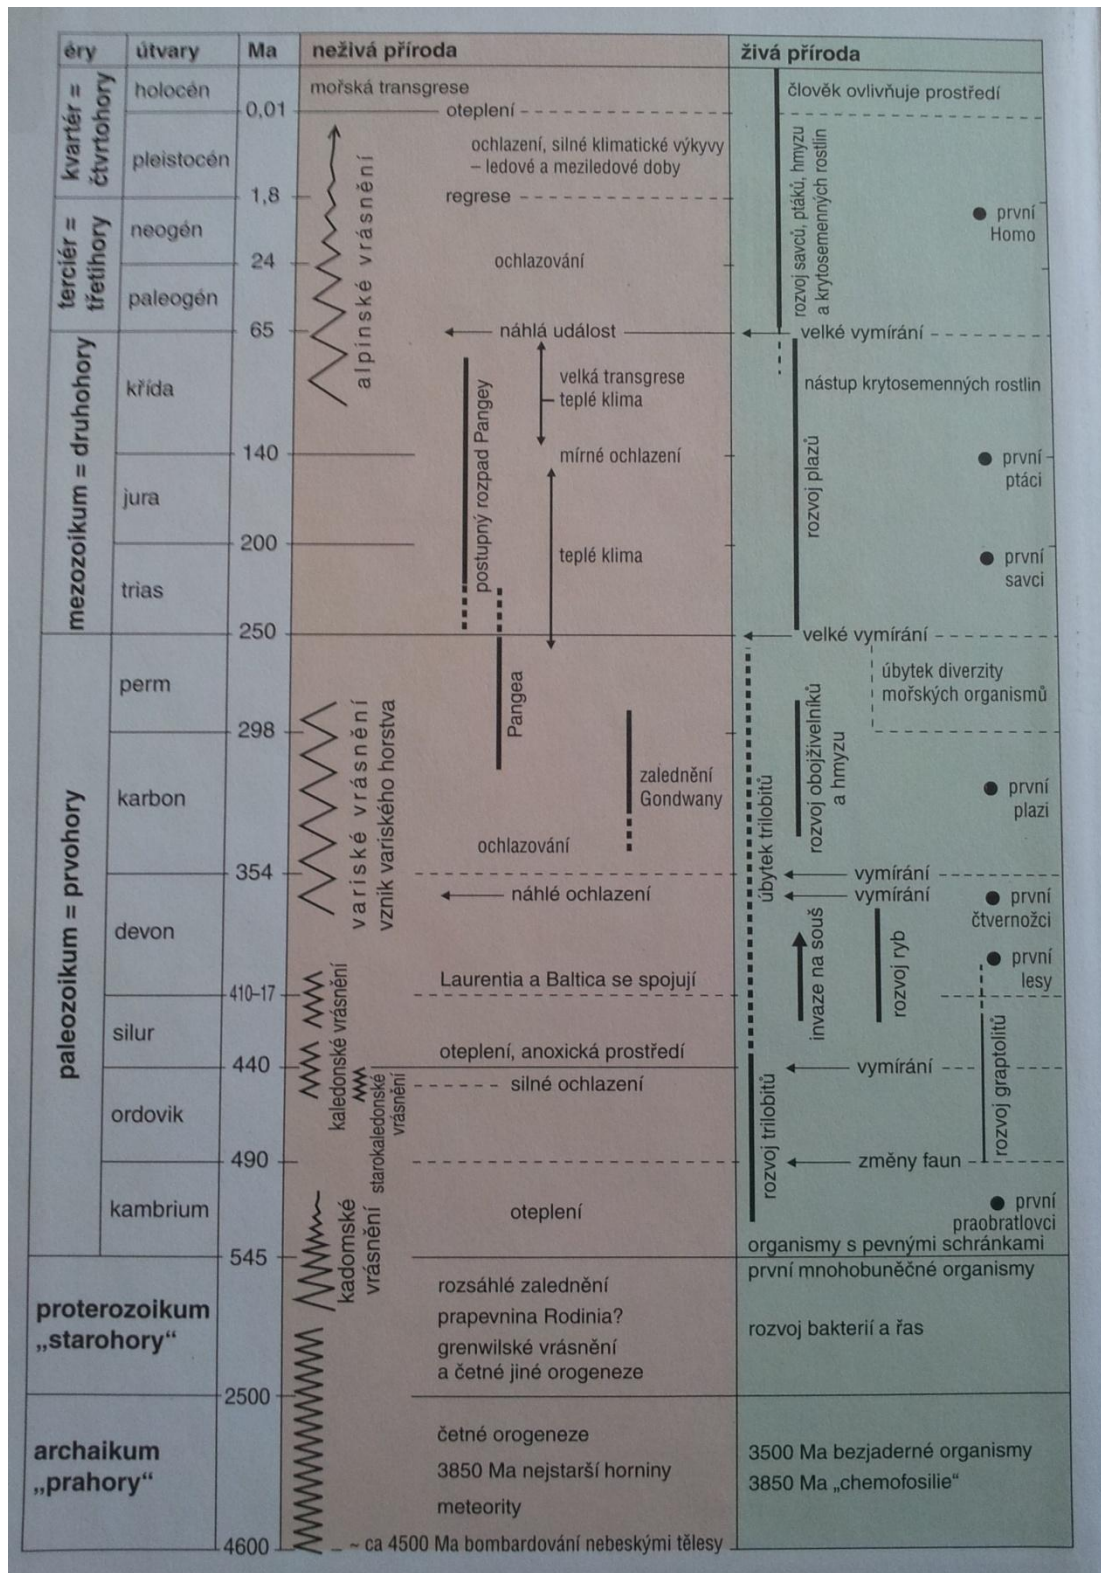 éry
útvary
Ma
neživá příroda
živá příroda
kvartér =
čtvrtohory
terciér =
třetihory
mezozoikum = druhohory
paleozoikum = prvohory
proterozoikum
„starohory“
archaikum
„prahory“
holocén
pleistocén
neogén
paleogén
křída
jura
trias
perm
karbon
devon
silur
ordovik
kambrium
0,01
1,8
24
65
140
200
250
298
354
410–17
440
490
545
2500
4600
mořská transgrese
oteplení
ochlazení, silné klimatické výkyvy
– ledové a meziledové doby
regrese
alpinské vrásnění
ochlazování
náhlá událost
velká transgrese
teplé klima
postupný rozpad Pangey
mírné ochlazení
teplé klima
Pangea
variské vrásnění
vznik variského horstva
zalednění
Gondwany
ochlazování
náhlé ochlazení
Laurentia a Baltica se spojují
kaledonské vrásnění
oteplení, anoxická prostředí
silné ochlazení
starokaledonské
vrásnění
kadomské
vrásnění
oteplení
rozsáhlé zalednění
prapevnina Rodinia?
grenwilské vrásnění
a četné jiné orogeneze
četné orogeneze
3850 Ma nejstarší horniny
meteority
~ ca 4500 Ma bombardování nebeskými tělesy
člověk ovlivňuje prostředí
rozvoj savců, ptáků, hmyzu
a krytosemenných rostlin
první
Homo
velké vymírání
nástup krytosemenných rostlin
rozvoj plazů
první
ptáci
první
savci
velké vymírání
úbytek diverzity
mořských organismů
rozvoj obojživelníků
a hmyzu
úbytek trilobitů
první
plazi
vymírání
vymírání
první
čtvernožci
invaze na souš
rozvoj ryb
první
lesy
vymírání
rozvoj graptolitů
rozvoj trilobitů
změny faun
první
praobratlovci
organismy s pevnými schránkami
první mnohobuněčné organismy
rozvoj bakterií a řas
3500 Ma bezjaderné organismy
3850 Ma „chemofosilie“